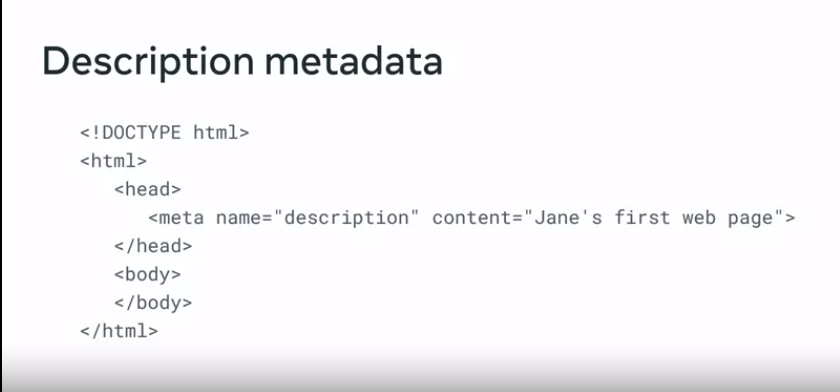 Description metadata
<!DOCTYPE html>
<html>
<head>
<meta name="description" content="Jane's first web page">
</head>
<body>
</body>
</html>